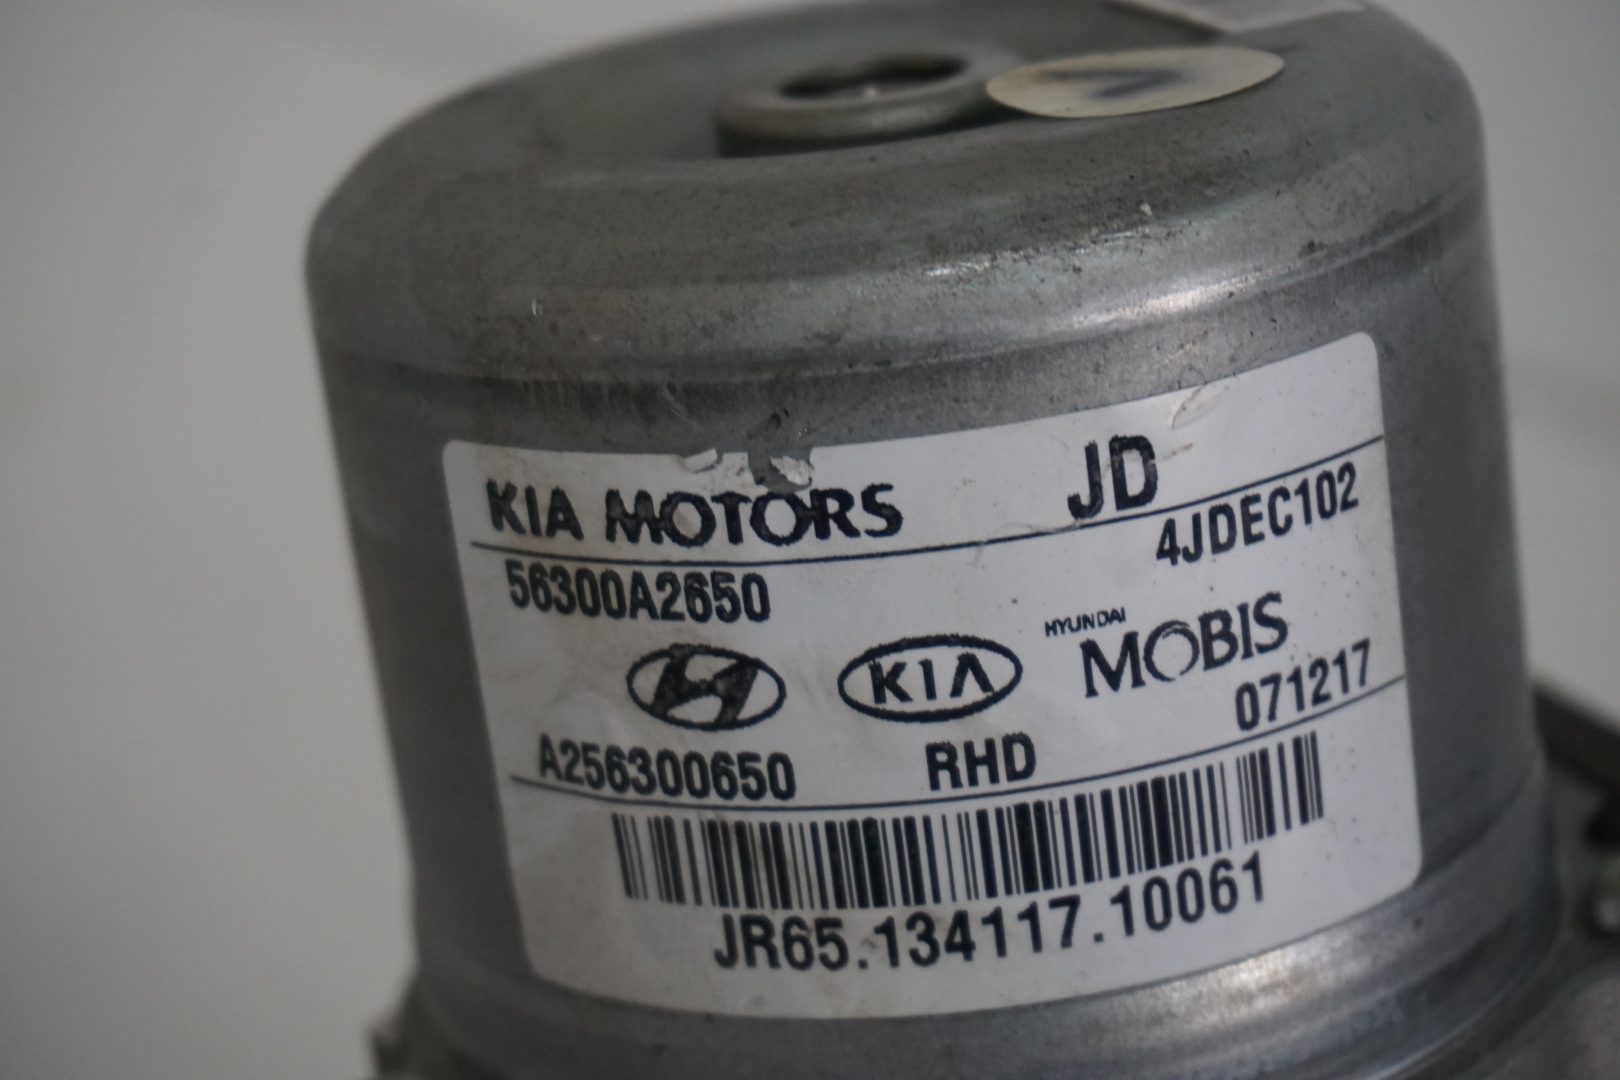 KIA MOTORS JD
56300A2650 4JDEC102
KIA HYUNDAI MOBIS
A256300650 RHD 071217
JR65.134117.10061